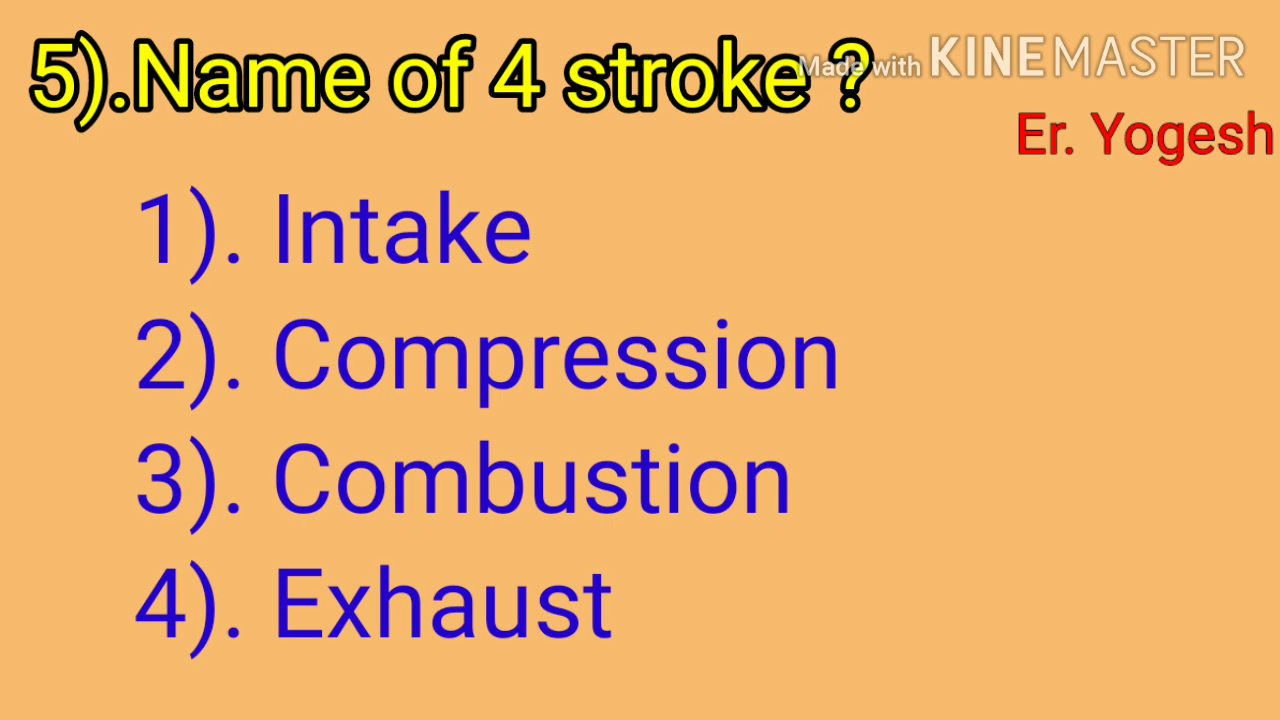 5).Name of 4 stroke ?
Made with KINEMASTER
Er. Yogesh
1). Intake
2). Compression
3). Combustion
4). Exhaust